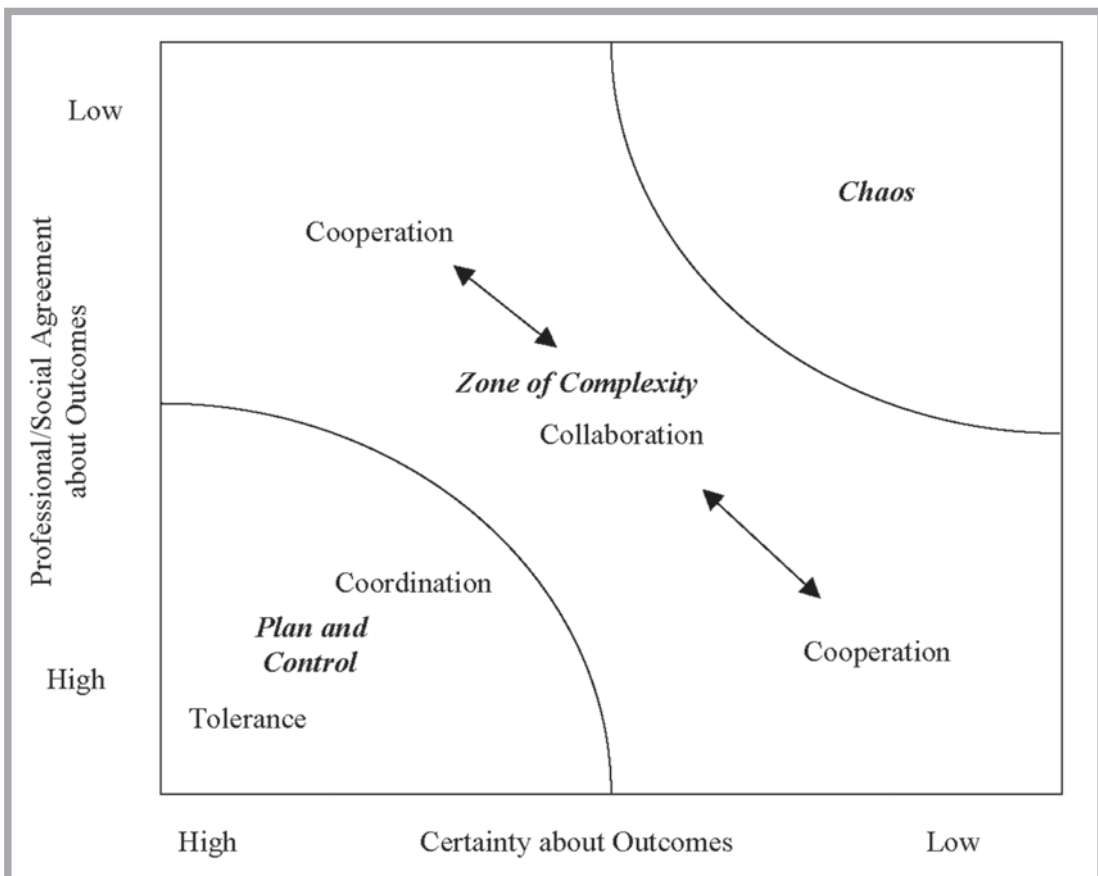 Low
Chaos
Cooperation
Professional/Social Agreement
about Outcomes
Zone of Complexity
Collaboration
Coordination
Plan and
Control
Cooperation
High
Tolerance
High
Certainty about Outcomes
Low